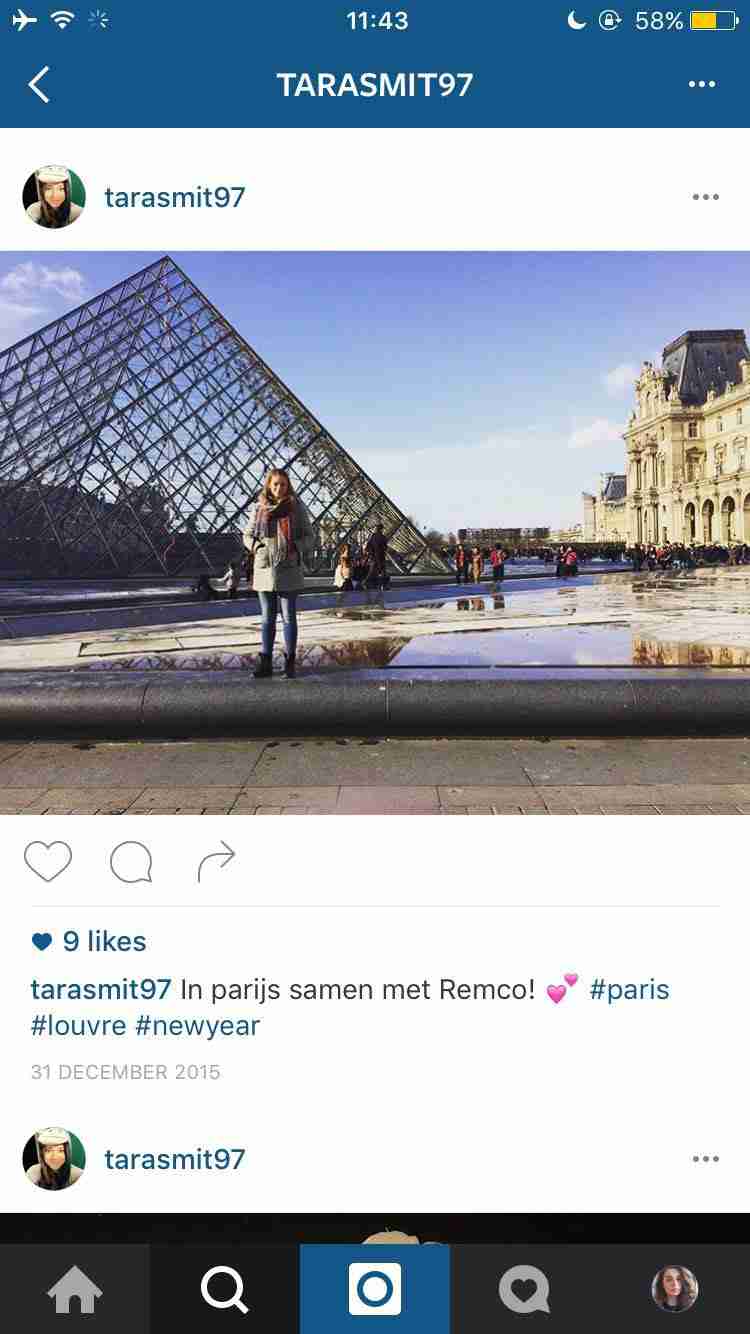 11:43
58%
TARASMIT97
tarasmit97
9 likes
tarasmit97 In parijs samen met Remco! 💕 #paris
#louvre #newyear
31 DECEMBER 2015
tarasmit97